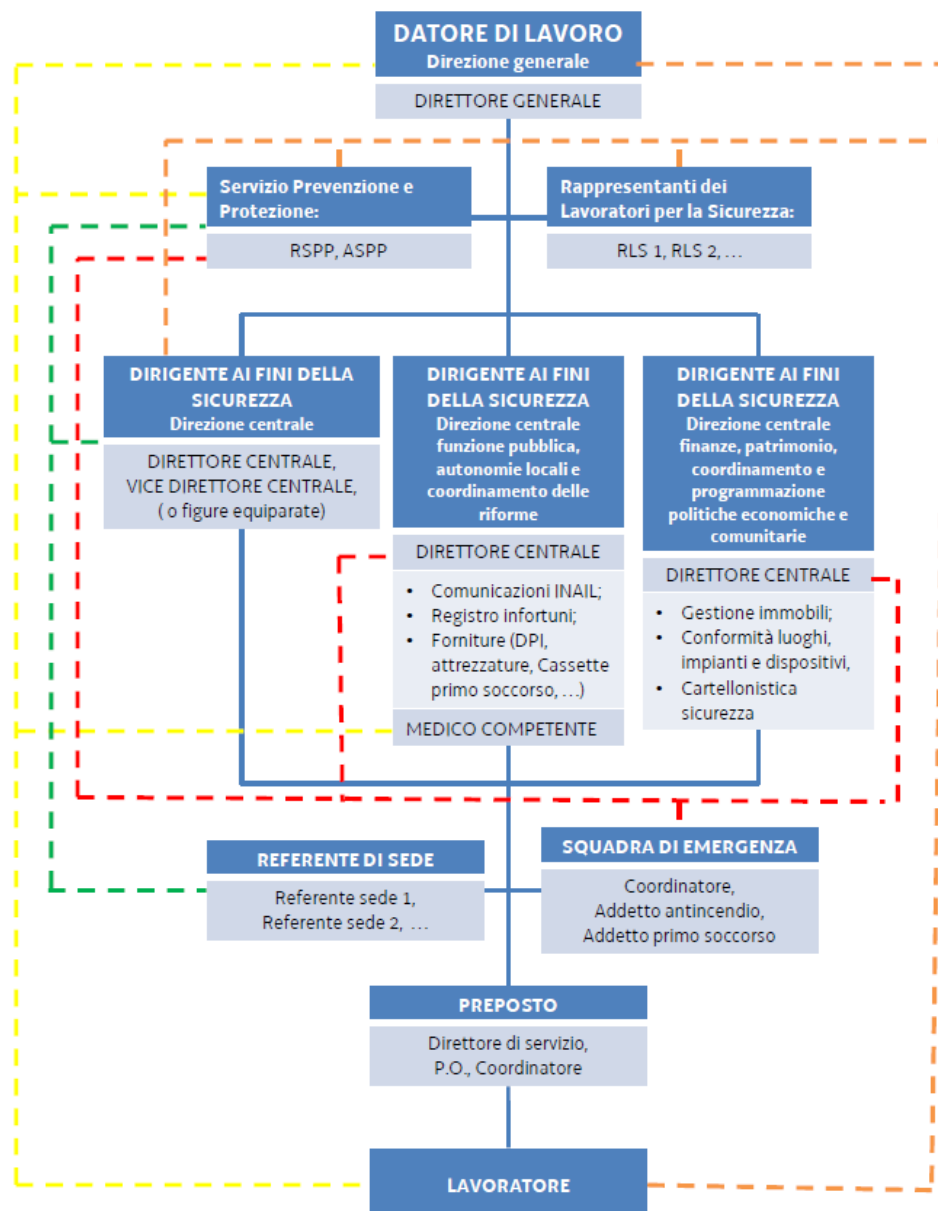 DATORE DI LAVORO
Direzione generale
DIRETTORE GENERALE
Servizio Prevenzione e
Protezione:
RSPP, ASPP
Rappresentanti dei
Lavoratori per la Sicurezza:
RLS 1, RLS 2, ...
DIRIGENTE AI FINI DELLA
SICUREZZA
Direzione centrale
DIRETTORE CENTRALE,
VICE DIRETTORE CENTRALE,
( o figure equiparate)
DIRIGENTE AI FINI
DELLA SICUREZZA
Direzione centrale
funzione pubblica,
autonomie locali e
coordinamento delle
riforme
DIRETTORE CENTRALE
• Comunicazioni INAIL;
• Registro infortuni;
• Forniture (DPI,
attrezzature, Cassette
primo soccorso, ...)
MEDICO COMPETENTE
DIRIGENTE AI FINI
DELLA SICUREZZA
Direzione centrale
finanze, patrimonio,
coordinamento e
programmazione
politiche economiche e
comunitarie
DIRETTORE CENTRALE
• Gestione immobili;
• Conformità luoghi,
impianti e dispositivi,
• Cartellonistica
sicurezza
REFERENTE DI SEDE
Referente sede 1,
Referente sede 2, ...
SQUADRA DI EMERGENZA
Coordinatore,
Addetto antincendio,
Addetto primo soccorso
PREPOSTO
Direttore di servizio,
P.O., Coordinatore
LAVORATORE